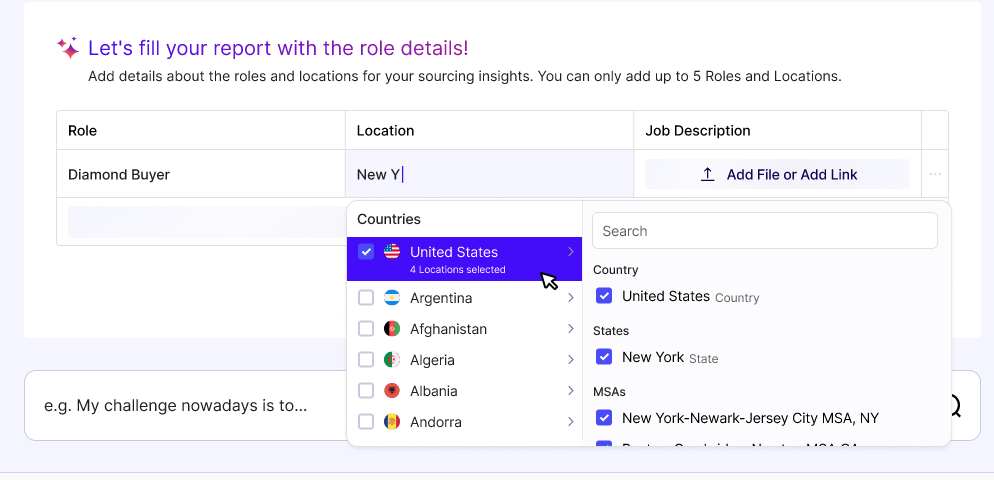 Let's fill your report with the role details!
Add details about the roles and locations for your sourcing insights. You can only add up to 5 Roles and Locations.
Role
Location
Job Description
Diamond Buyer
New Y
Add File or Add Link
Countries
United States
4 Locations selected
Argentina
Afghanistan
Algeria
Albania
Andorra
Search
Country
United States Country
States
New York State
MSAs
New York-Newark-Jersey City MSA, NY
e.g. My challenge nowadays is to...